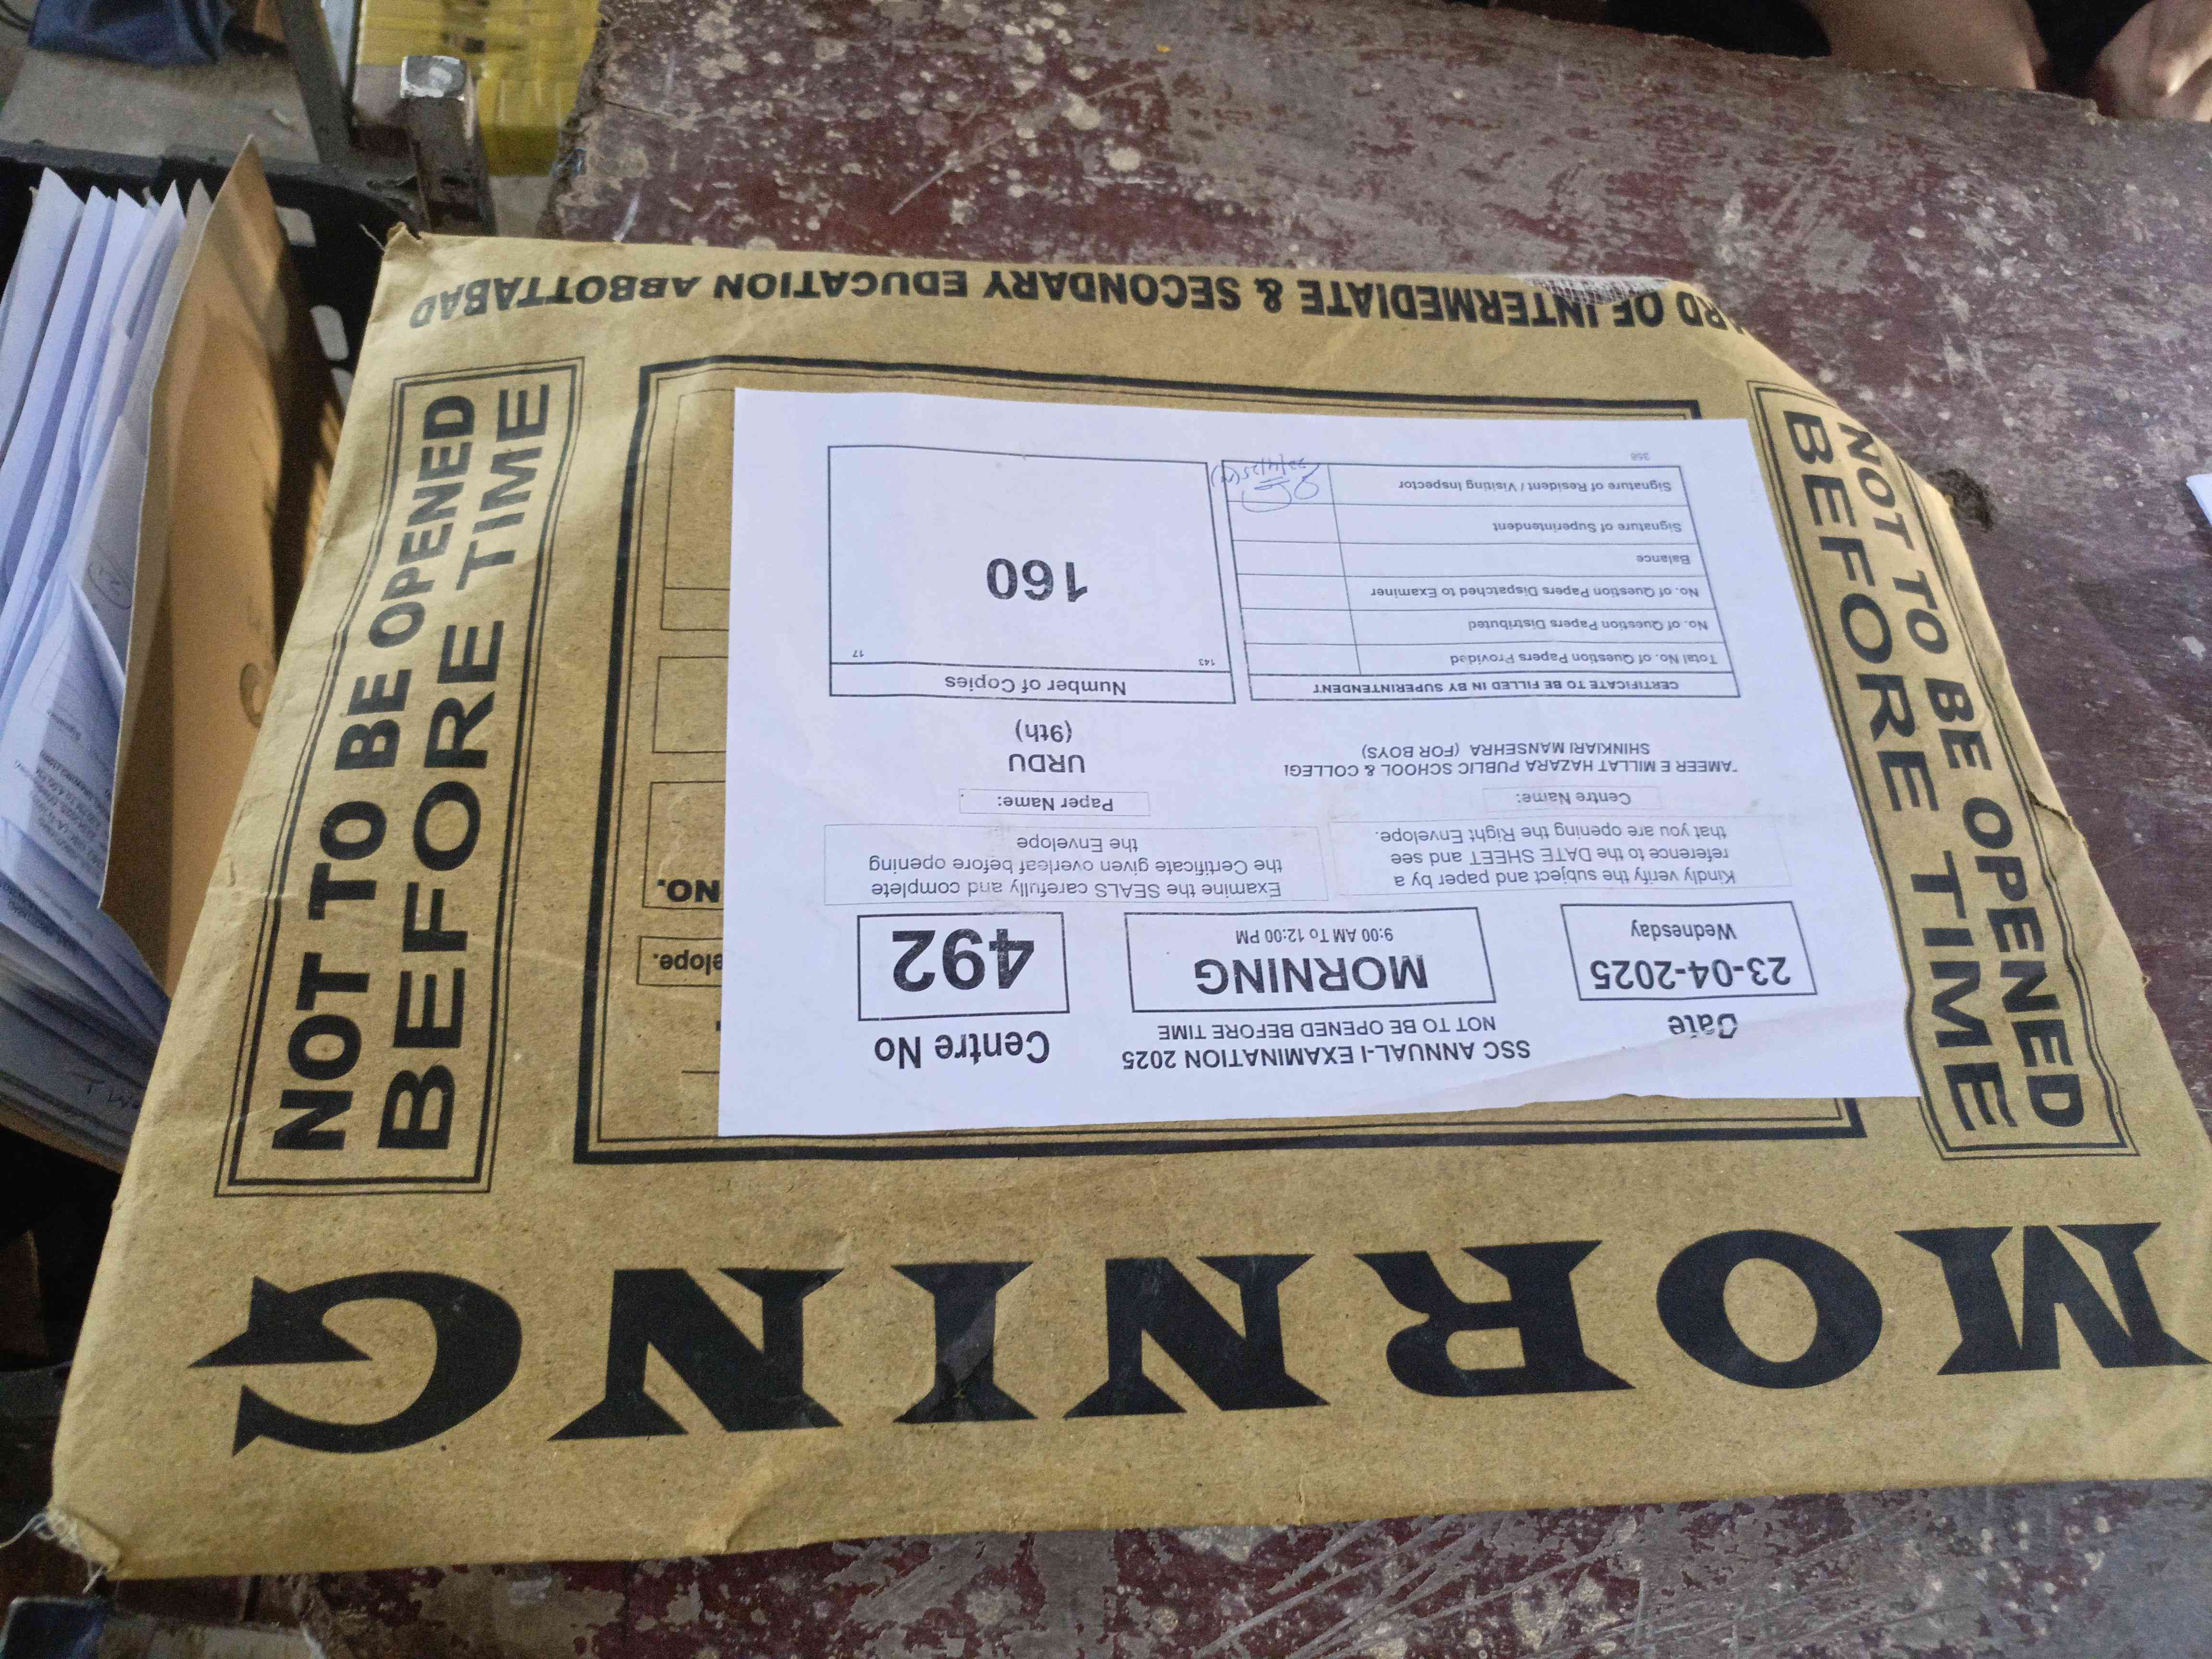 MORNING
NOT TO BE OPENED
BEFORE TIME
SSC ANNUAL-I EXAMINATION 2025
NOT TO BE OPENED BEFORE TIME
Date
23-04-2025
Wednesday
MORNING
9:00 AM To 12:00 PM
Centre No
492
Kindly verify the subject and paper by a
reference to the DATE SHEET and see
that you are opening the Right Envelope.
Examine the SEALS carefully and complete
the Certificate given overleaf before opening
the Envelope
Centre Name:
TAMEER E MILLAT HAZARA PUBLIC SCHOOL & COLLEGE
SHINKIARI MANSEHRA (FOR BOYS)
Paper Name:
URDU
(9th)
CERTIFICATE TO BE FILLED IN BY SUPERINTENDENT
Total No. of Question Papers Provided
No. of Question Papers Distributed
No. of Question Papers Dispatched to Examiner
Balance
Signature of Superintendent
Signature of Resident / Visiting Inspector
358
Number of Copies
143 17
160
elope.
NO.
NOT TO BE OPENED
BEFORE TIME
RD OF INTERMEDIATE & SECONDARY EDUCATION ABBOTTABAD